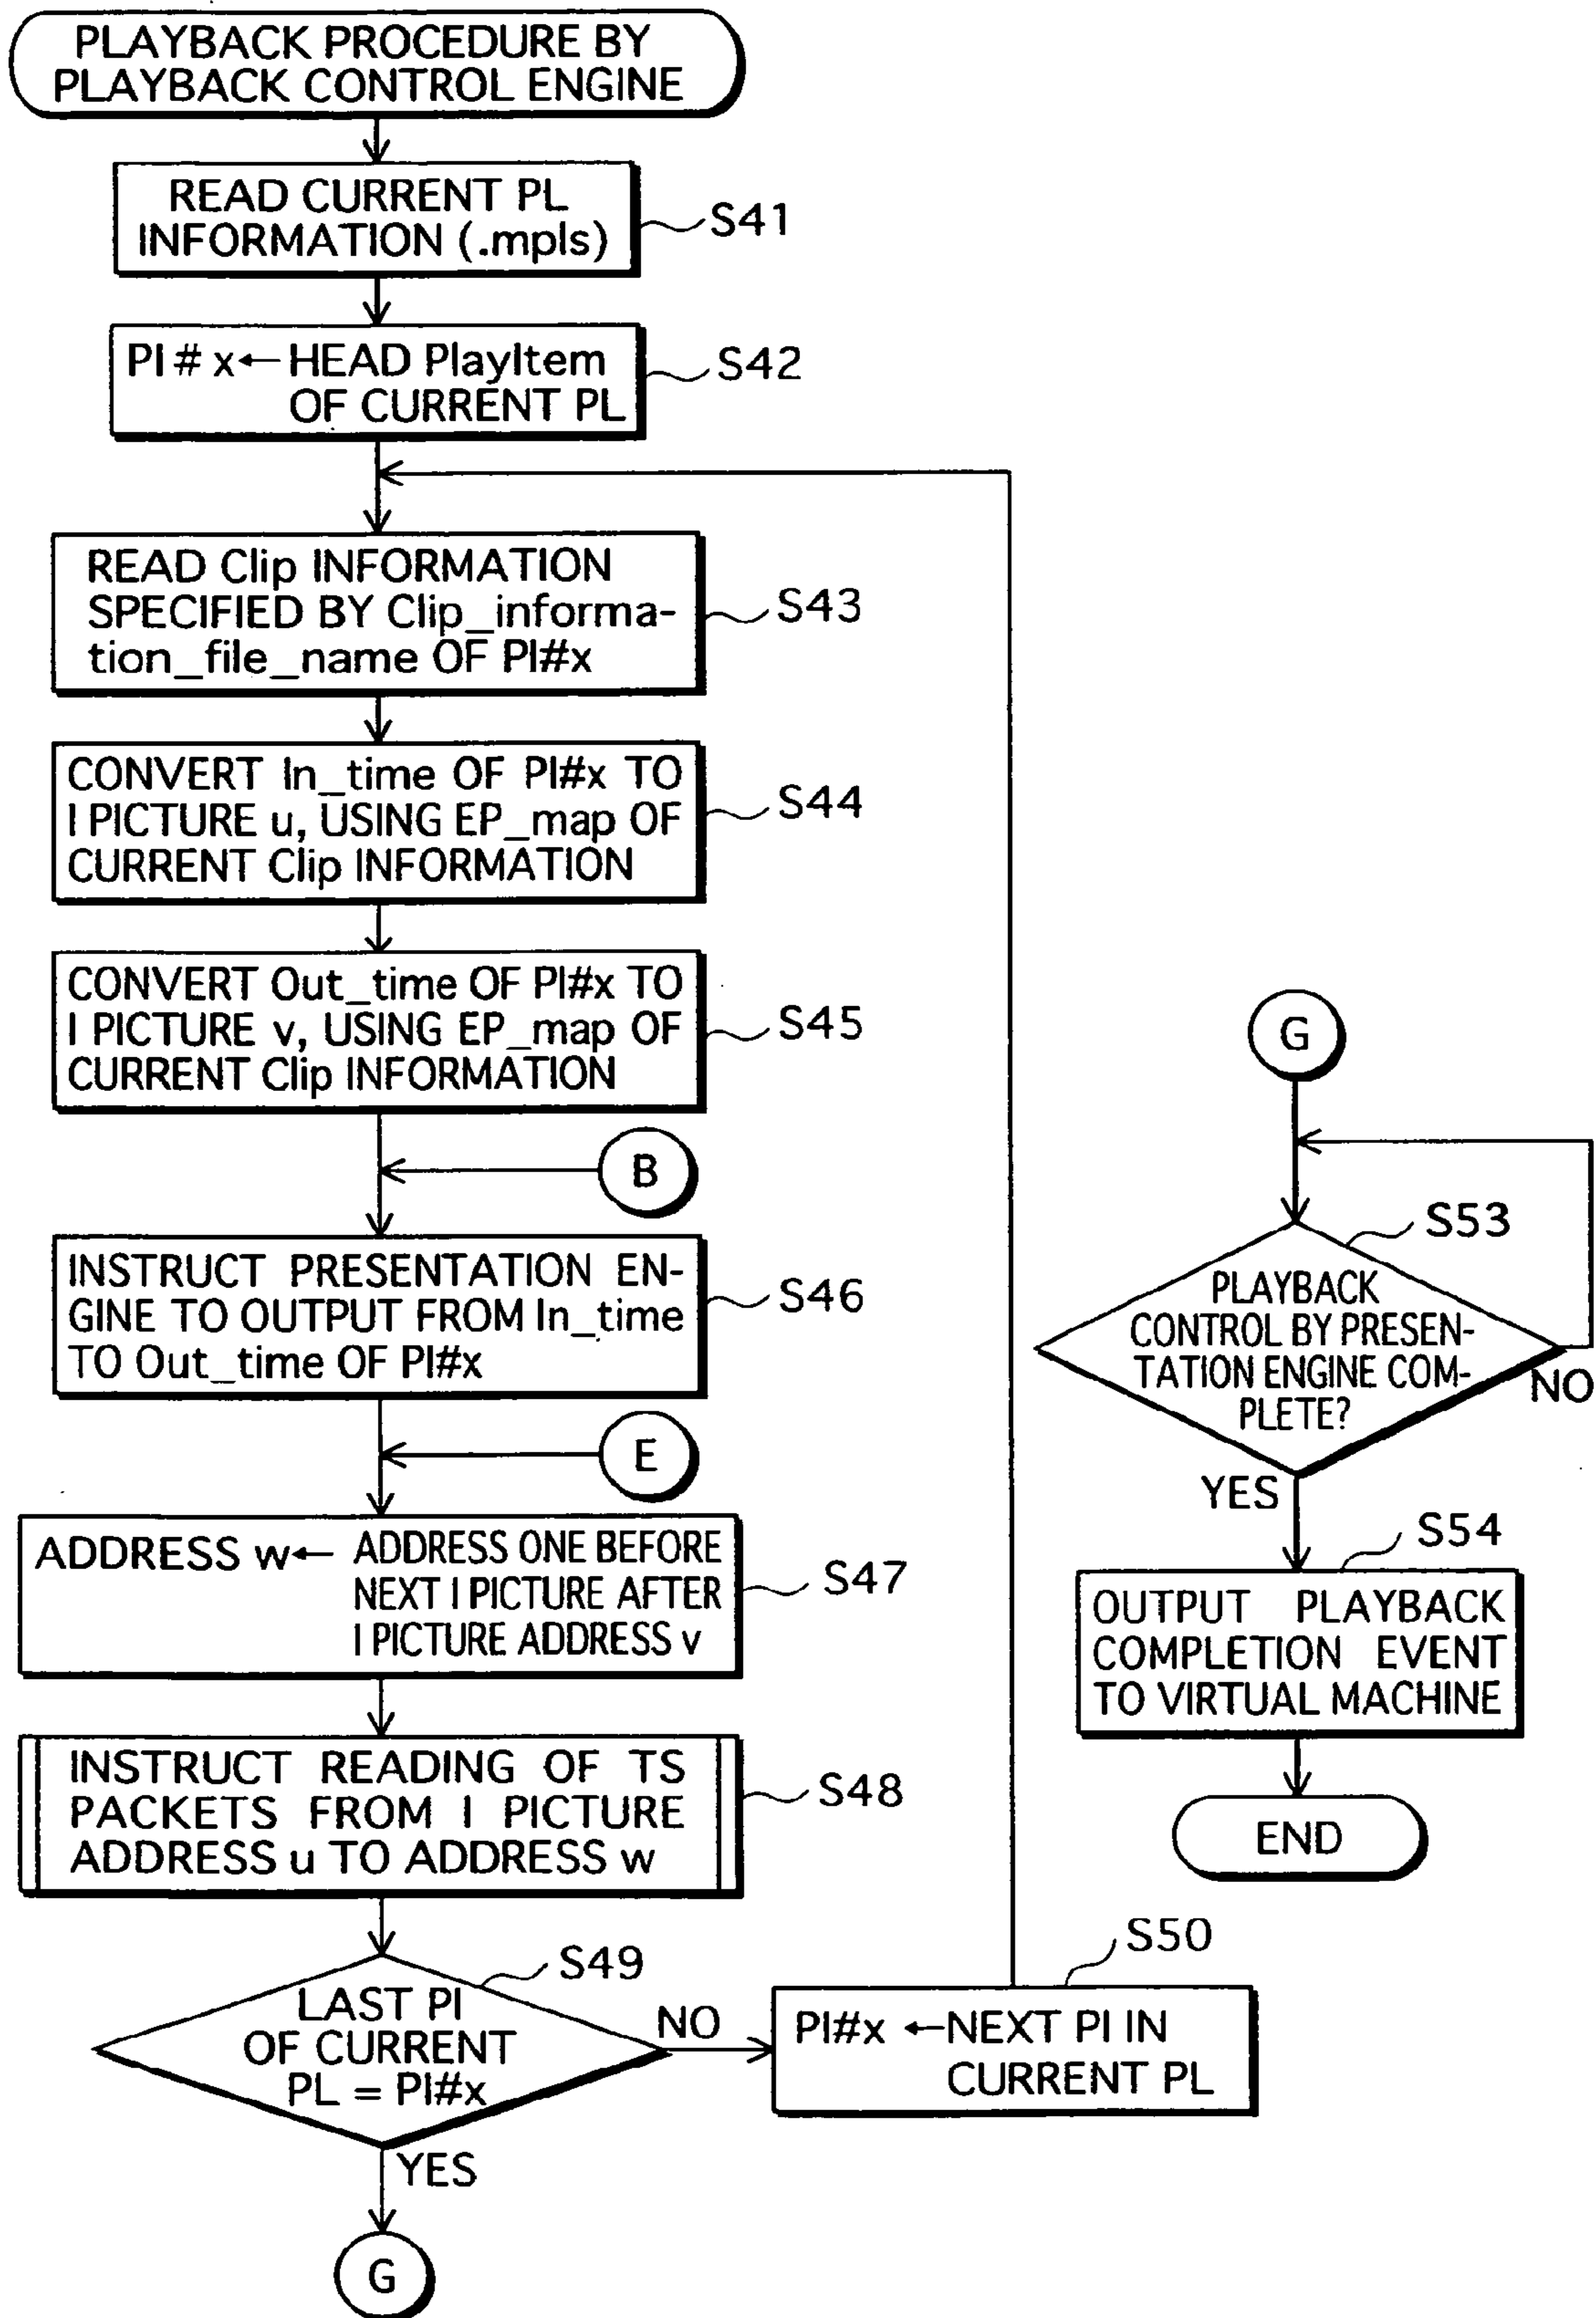 PLAYBACK PROCEDURE BY
PLAYBACK CONTROL ENGINE
READ CURRENT PL
INFORMATION (.mpls)
S41
PI # x← HEAD PlayItem
OF CURRENT PL
S42
READ Clip INFORMATION
SPECIFIED BY Clip_informa-
tion_file_name OF PI#x
S43
CONVERT In_time OF PI#x TO
I PICTURE u, USING EP_map OF
CURRENT Clip INFORMATION
S44
CONVERT Out_time OF PI#x TO
I PICTURE v, USING EP_map OF
CURRENT Clip INFORMATION
S45
B
INSTRUCT PRESENTATION EN-
GINE TO OUTPUT FROM In_time
TO Out_time OF PI#x
S46
E
ADDRESS w← ADDRESS ONE BEFORE
NEXT I PICTURE AFTER
I PICTURE ADDRESS v
S47
INSTRUCT READING OF TS
PACKETS FROM I PICTURE
ADDRESS u TO ADDRESS w
S48
LAST PI
OF CURRENT
PL = PI#x
S49
NO
YES
G
PI#x ←NEXT PI IN
CURRENT PL
S50
G
PLAYBACK
CONTROL BY PRESEN-
TATION ENGINE COM-
PLETE?
S53
NO
YES
OUTPUT PLAYBACK
COMPLETION EVENT
TO VIRTUAL MACHINE
S54
END